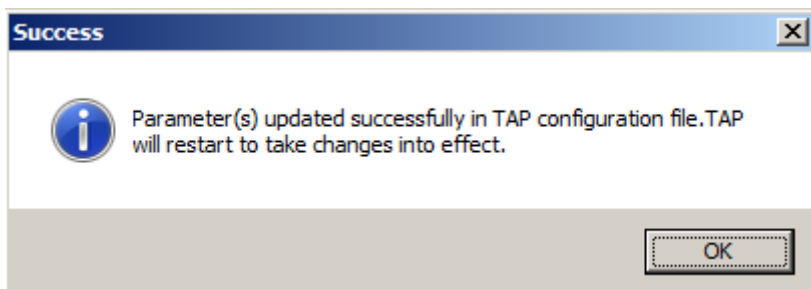 Success
Parameter(s) updated successfully in TAP configuration file.TAP
will restart to take changes into effect.
OK